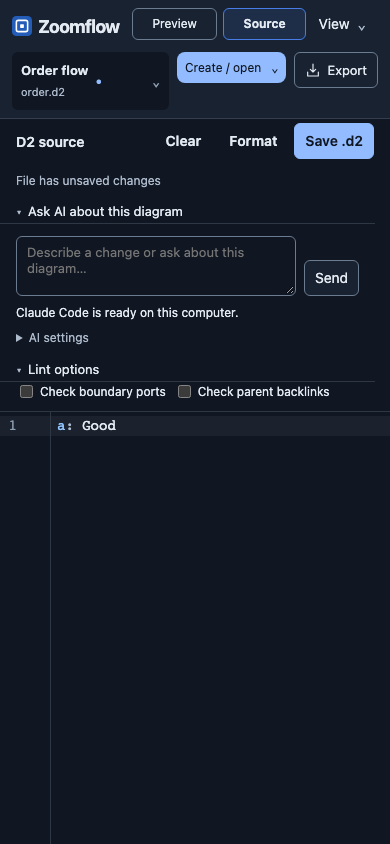 Zoomflow
Preview
Source
View
Order flow
order.d2
Create / open
Export
D2 source
Clear
Format
Save .d2
File has unsaved changes
Ask AI about this diagram
Describe a change or ask about this
diagram...
Send
Claude Code is ready on this computer.
AI settings
Lint options
Check boundary ports
Check parent backlinks
1
a: Good